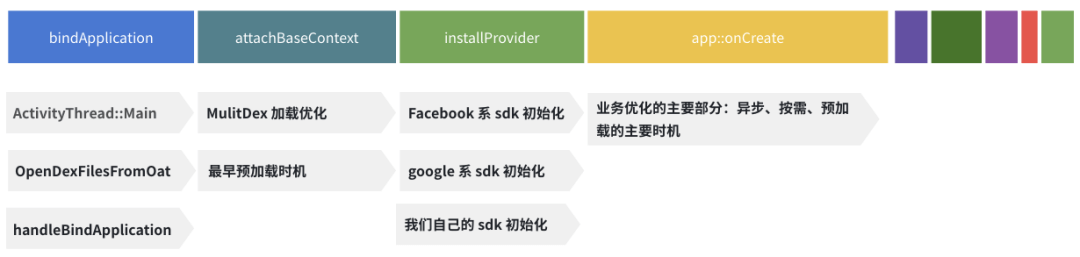 bindApplication
attachBaseContext
installProvider
app::onCreate
ActivityThread::Main
MulitDex 加载优化
Facebook 系 sdk 初始化
业务优化的主要部分：异步、按需、预加
载的主要时机
OpenDexFilesFromOat
最早预加载时机
google 系 sdk 初始化
handleBindApplication
我们自己的 sdk 初始化